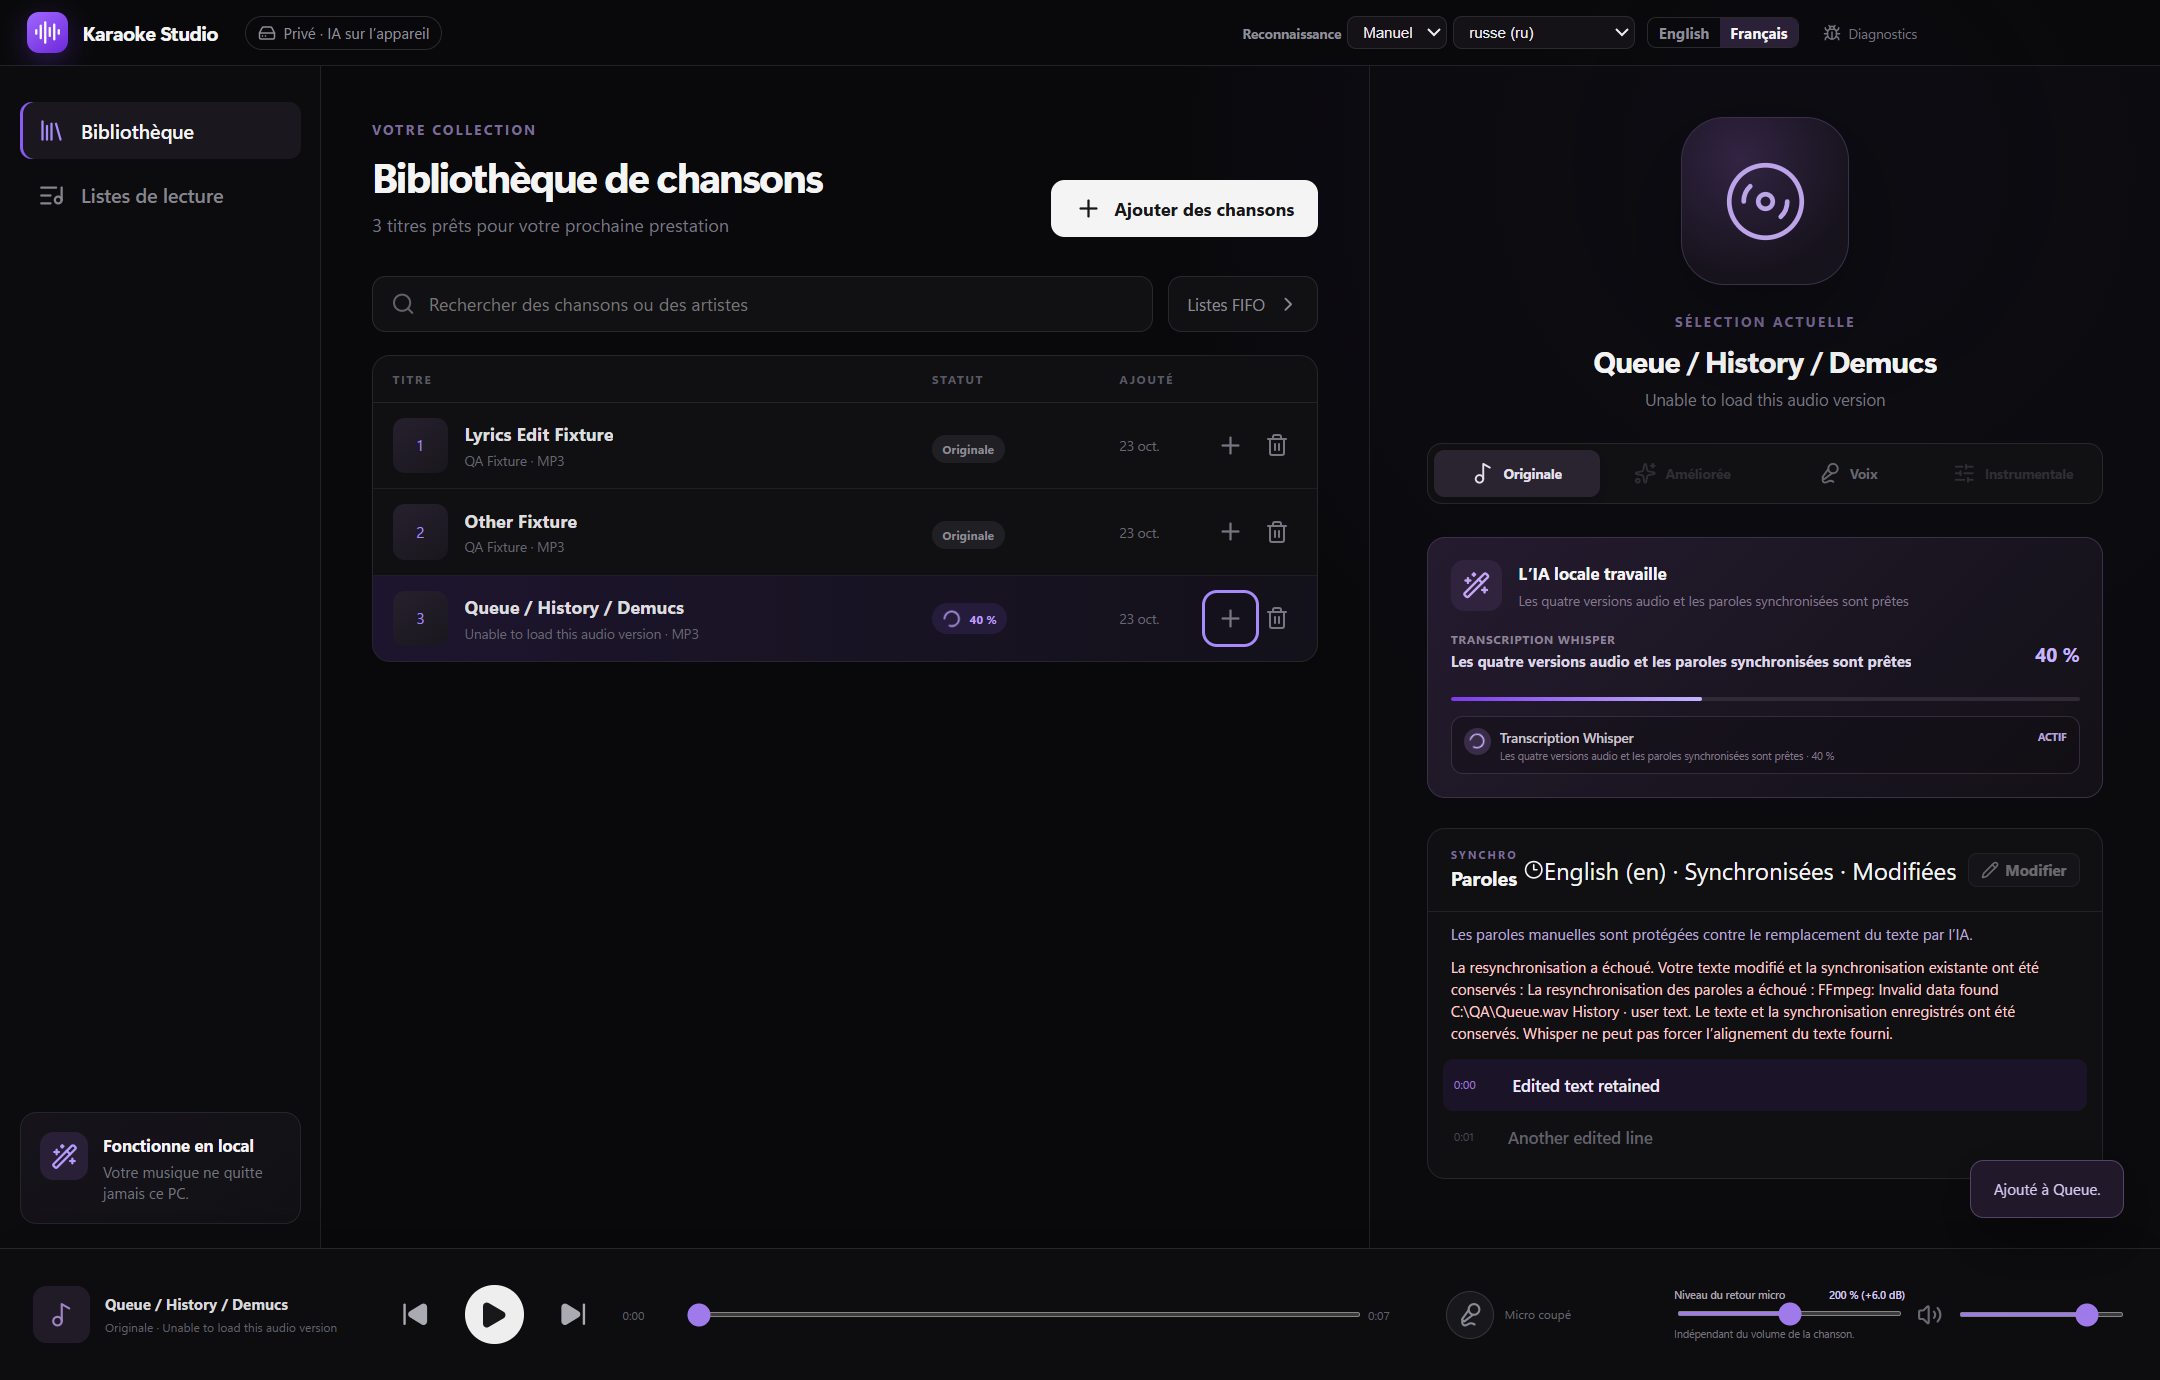 Karaoke Studio
Privé · IA sur l’appareil
Reconnaissance
Manuel
russe (ru)
English
Français
Diagnostics
Bibliothèque
Listes de lecture
Fonctionne en local
Votre musique ne quitte
jamais ce PC.
VOTRE COLLECTION
Bibliothèque de chansons
3 titres prêts pour votre prochaine prestation
Ajouter des chansons
Rechercher des chansons ou des artistes
Listes FIFO
TITRE STATUT AJOUTÉ
1 Lyrics Edit Fixture
QA Fixture · MP3
Originale
23 oct.
2 Other Fixture
QA Fixture · MP3
Originale
23 oct.
3 Queue / History / Demucs
Unable to load this audio version · MP3
40 %
23 oct.
SÉLECTION ACTUELLE
Queue / History / Demucs
Unable to load this audio version
Originale
Améliorée
Voix
Instrumentale
L’IA locale travaille
Les quatre versions audio et les paroles synchronisées sont prêtes
TRANSCRIPTION WHISPER
Les quatre versions audio et les paroles synchronisées sont prêtes
40 %
Transcription Whisper
Les quatre versions audio et les paroles synchronisées sont prêtes · 40 %
ACTIF
SYNCHRO
Paroles
English (en) · Synchronisées · Modifiées
Modifier
Les paroles manuelles sont protégées contre le remplacement du texte par l’IA.
La resynchronisation a échoué. Votre texte modifié et la synchronisation existante ont été
conservés : La resynchronisation des paroles a échoué : FFmpeg: Invalid data found
C:\QA\Queue.wav History · user text. Le texte et la synchronisation enregistrés ont été
conservés. Whisper ne peut pas forcer l’alignement du texte fourni.
0:00 Edited text retained
0:01 Another edited line
Ajouté à Queue.
Queue / History / Demucs
Originale · Unable to load this audio version
0:00
0:07
Micro coupé
Niveau du retour micro
200 % (+6.0 dB)
Indépendant du volume de la chanson.